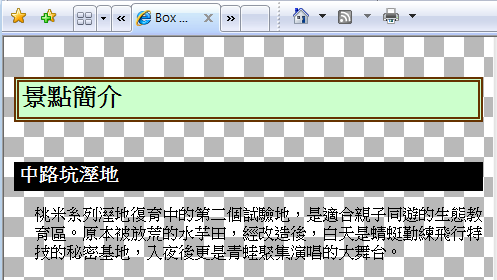 Box ...
景點簡介
中路坑溼地
桃米系列溼地復育中的第二個試驗地，是適合親子同遊的生態教
育區。原本被放荒的水芋田，經改造後，白天是蜻蜓勤練飛行特
技的秘密基地，入夜後更是青蛙聚集演唱的大舞台。